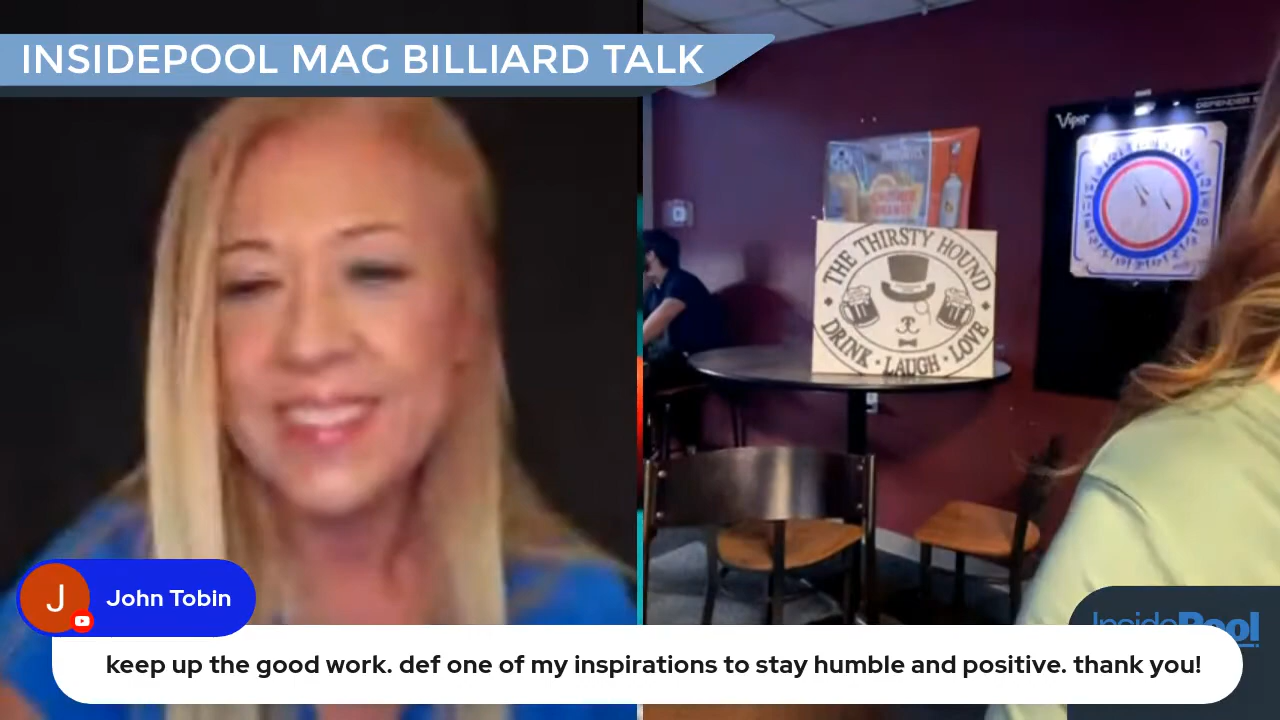 INSIDEPOOL MAG BILLIARD TALK
Viper
DEFENDER
THE THIRSTY HOUND
DRINK · LAUGH · LOVE
J
John Tobin
InsidePool
keep up the good work. def one of my inspirations to stay humble and positive. thank you!